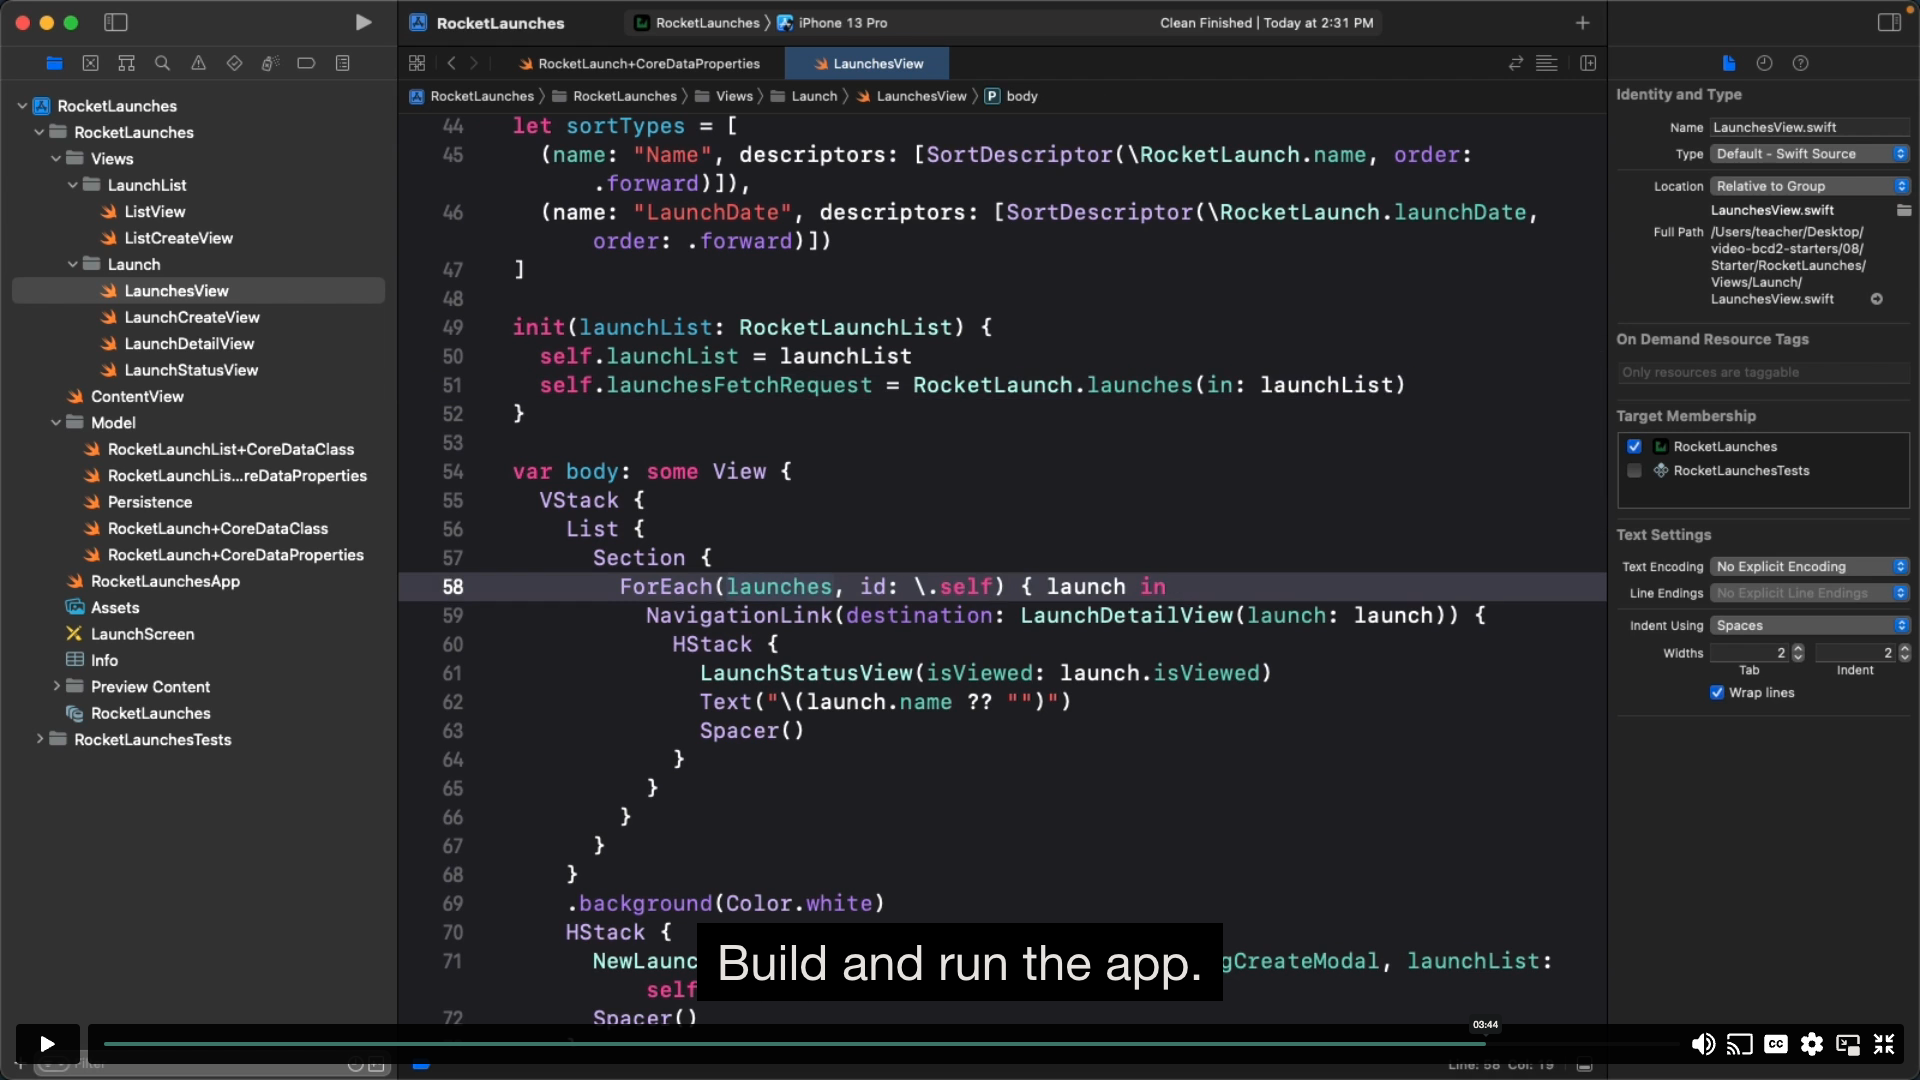 RocketLaunches
RocketLaunches
iPhone 13 Pro
Clean Finished | Today at 2:31 PM
RocketLaunch+CoreDataProperties
LaunchesView
RocketLaunches
RocketLaunches
Views
Launch
LaunchesView
P
body
RocketLaunches
RocketLaunches
Views
LaunchList
ListView
ListCreateView
Launch
LaunchesView
LaunchCreateView
LaunchDetailView
LaunchStatusView
ContentView
Model
RocketLaunchList+CoreDataClass
RocketLaunchLis...reDataProperties
Persistence
RocketLaunch+CoreDataClass
RocketLaunch+CoreDataProperties
RocketLaunchesApp
Assets
LaunchScreen
Info
Preview Content
RocketLaunches
RocketLaunchesTests
Filter
44 let sortTypes = [
45 (name: "Name", descriptors: [SortDescriptor(\RocketLaunch.name, order:
.forward)]),
46 (name: "LaunchDate", descriptors: [SortDescriptor(\RocketLaunch.launchDate,
order: .forward)])
47 ]
48
49 init(launchList: RocketLaunchList) {
50 self.launchList = launchList
51 self.launchesFetchRequest = RocketLaunch.launches(in: launchList)
52 }
53
54 var body: some View {
55 VStack {
56 List {
57 Section {
58 ForEach(launches, id: \.self) { launch in
59 NavigationLink(destination: LaunchDetailView(launch: launch)) {
60 HStack {
61 LaunchStatusView(isViewed: launch.isViewed)
62 Text("\(launch.name ?? "")")
63 Spacer()
64 }
65 }
66 }
67 }
68 }
69 .background(Color.white)
70 HStack {
71 NewLaunc gCreateModal, launchList:
self
72 Spacer()
Build and run the app.
03:44
CC
Line: 58 Col: 19
Identity and Type
Name LaunchesView.swift
Type Default - Swift Source
Location Relative to Group
LaunchesView.swift
Full Path /Users/teacher/Desktop/
video-bcd2-starters/08/
Starter/RocketLaunches/
Views/Launch/
LaunchesView.swift
On Demand Resource Tags
Only resources are taggable
Target Membership
RocketLaunches
RocketLaunchesTests
Text Settings
Text Encoding No Explicit Encoding
Line Endings No Explicit Line Endings
Indent Using Spaces
Widths 2 2
Tab Indent
Wrap lines